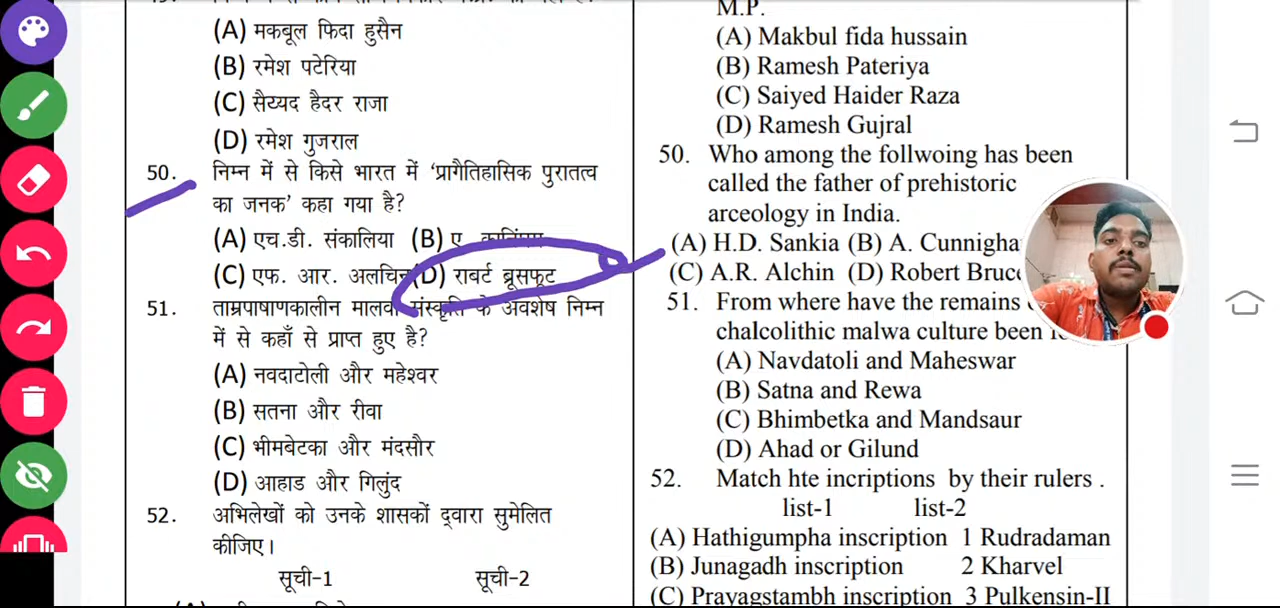 (A) मकबूल फिदा हुसैन
(B) रमेश पटेरिया
(C) सैय्यद हैदर राजा
(D) रमेश गुजराल
50. निम्न में से किसे भारत में 'प्रागैतिहासिक पुरातत्व
का जनक' कहा गया है?
(A) एच.डी. संकालिया (B) ए.
(C) एफ. आर. अलचिन (D) राबर्ट ब्रूसफूट
51. ताम्रपाषाणकालीन मालवा संस्कृति के अवशेष निम्न
में से कहाँ से प्राप्त हुए है?
(A) नवदाटोली और महेश्वर
(B) सतना और रीवा
(C) भीमबेटका और मंदसौर
(D) आहाड और गिलुंद
52. अभिलेखों को उनके शासकों द्वारा सुमेलित
कीजिए।
सूची-1 सूची-2
M.P.
(A) Makbul fida hussain
(B) Ramesh Pateriya
(C) Saiyed Haider Raza
(D) Ramesh Gujral
50. Who among the follwoing has been
called the father of prehistoric
arceology in India.
(A) H.D. Sankia (B) A. Cunnigha
(C) A.R. Alchin (D) Robert Bruce
51. From where have the remains
chalcolithic malwa culture been
(A) Navdatoli and Maheswar
(B) Satna and Rewa
(C) Bhimbetka and Mandsaur
(D) Ahad or Gilund
52. Match hte incriptions by their rulers .
list-1 list-2
(A) Hathigumpha inscription 1 Rudradaman
(B) Junagadh inscription 2 Kharvel
(C) Prayagstambh inscription 3 Pulkensin-II